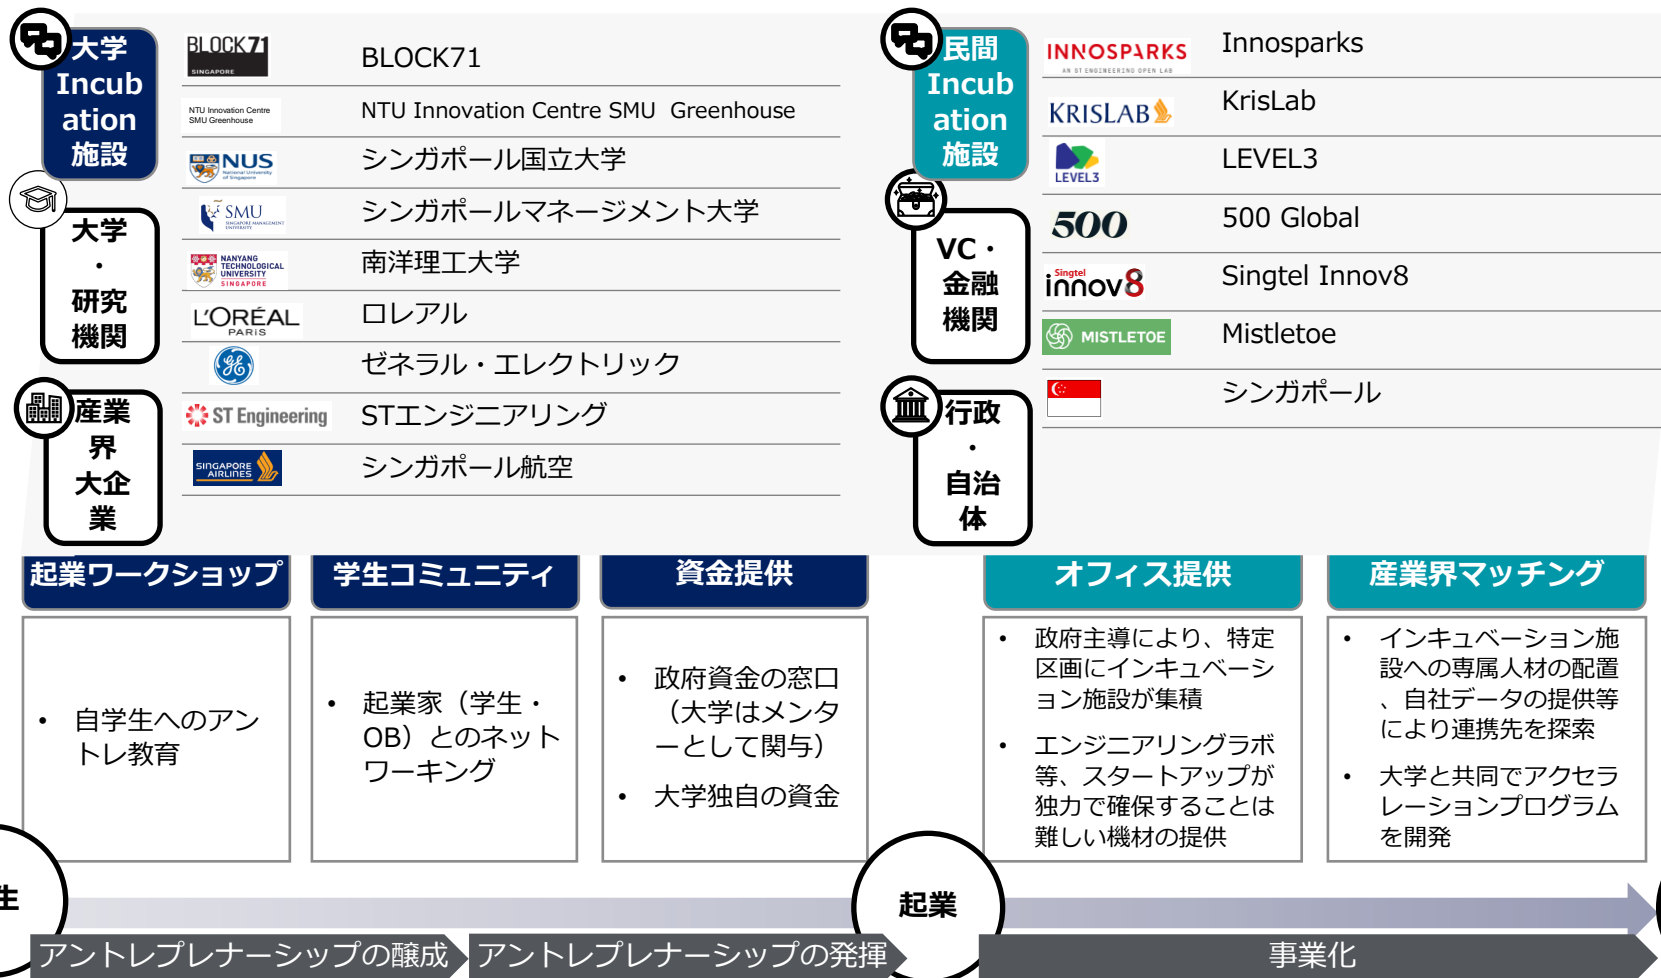 大学
Incub
ation
施設
BLOCK71
SINGAPORE
BLOCK71
NTU Innovation Centre
SMU Greenhouse
NTU Innovation Centre SMU Greenhouse
NUS
National University
of Singapore
シンガポール国立大学
大学
・
研究
機関
SMU
SINGAPORE MANAGEMENT
UNIVERSITY
シンガポールマネージメント大学
NANYANG
TECHNOLOGICAL
UNIVERSITY
SINGAPORE
南洋理工大学
L'ORÉAL
PARIS
ロレアル
ゼネラル・エレクトリック
産業
界
大企
業
ST Engineering
STエンジニアリング
SINGAPORE
AIRLINES
シンガポール航空
民間
Incub
ation
施設
INNOSPARKS
AN ST ENGINEERING OPEN LAB
Innosparks
KRISLAB
KrisLab
LEVEL3
LEVEL3
VC・
金融
機関
500
500 Global
Singtel
innov8
Singtel Innov8
MISTLETOE
Mistletoe
行政
・
自治
体
シンガポール
起業ワークショップ
• 自学生へのアン
トレ教育
学生コミュニティ
• 起業家（学生・
OB）とのネット
ワーキング
資金提供
• 政府資金の窓口
（大学はメンタ
ーとして関与）
• 大学独自の資金
オフィス提供
• 政府主導により、特定
区画にインキュベーシ
ョン施設が集積
• エンジニアリングラボ
等、スタートアップが
独力で確保することは
難しい機材の提供
産業界マッチング
• インキュベーション施
設への専属人材の配置
、自社データの提供等
により連携先を探索
• 大学と共同でアクセラ
レーションプログラム
を開発
生
起業
アントレプレナーシップの醸成
アントレプレナーシップの発揮
事業化